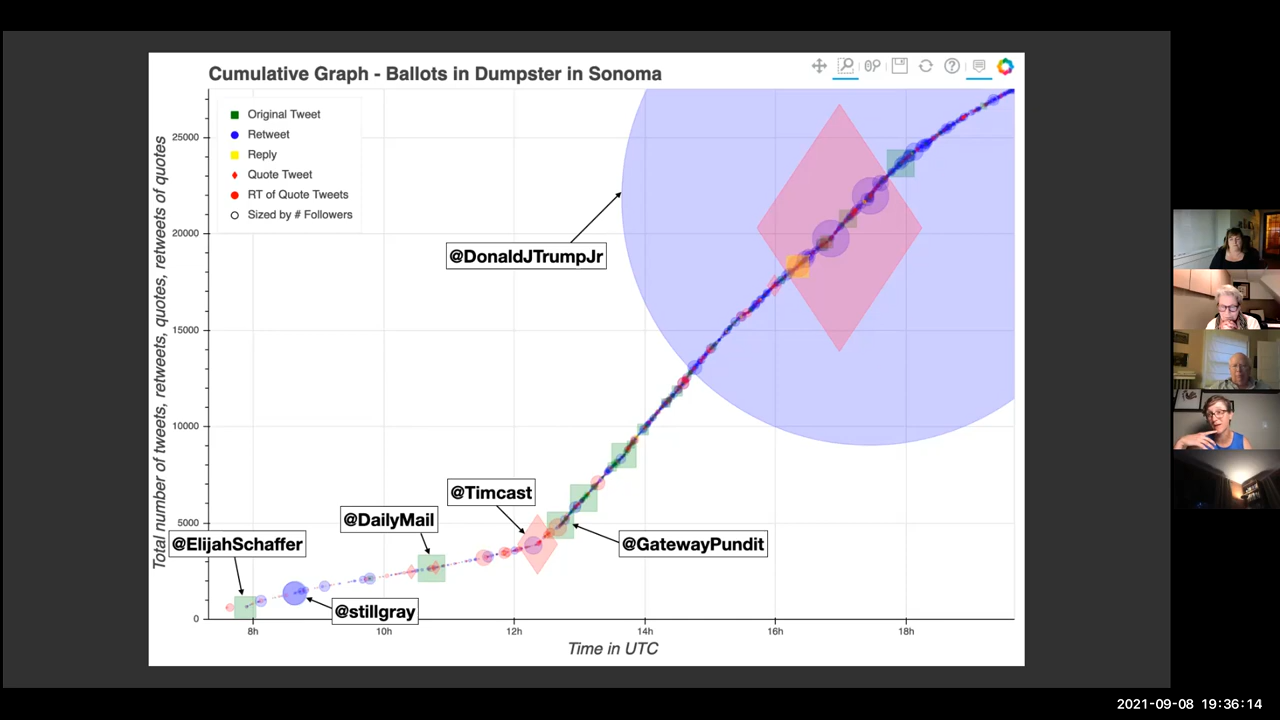 Cumulative Graph - Ballots in Dumpster in Sonoma
Original Tweet
Retweet
Reply
Quote Tweet
RT of Quote Tweets
Sized by # Followers
Total number of tweets, retweets, quotes, retweets of quotes
25000
20000
15000
10000
5000
0
@DonaldJTrumpJr
@Timcast
@DailyMail
@ElijahSchaffer
@GatewayPundit
@stillgray
8h
10h
12h
14h
16h
18h
Time in UTC
2021-09-08 19:36:14